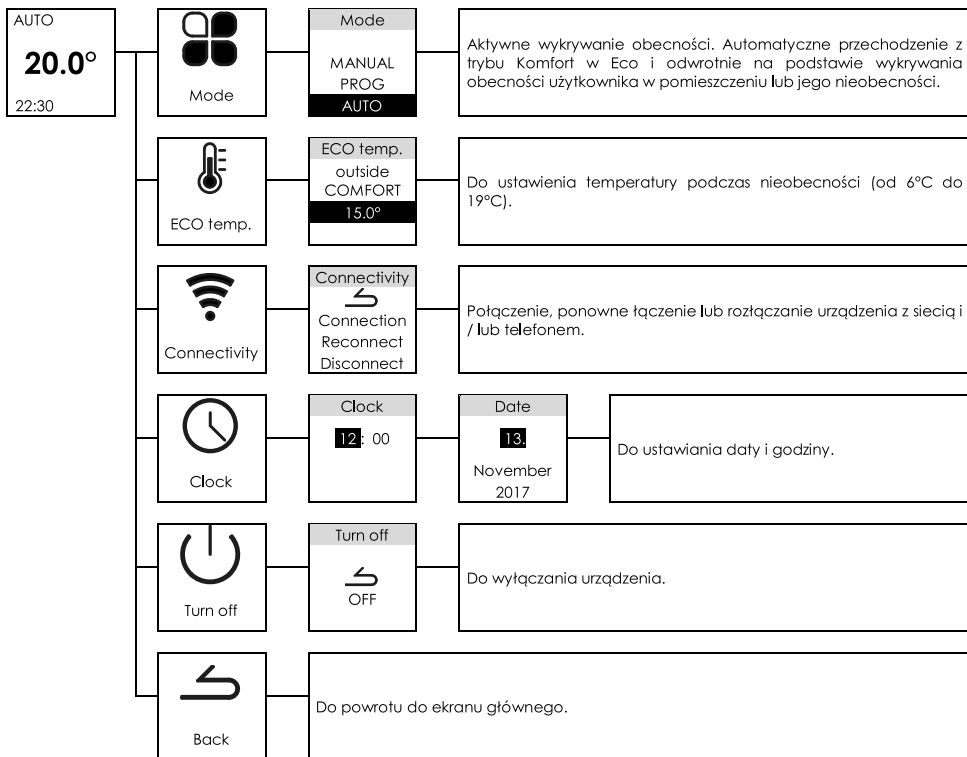 AUTO
20.0°
22:30
Mode
Mode
MANUAL
PROG
AUTO
Aktywne wykrywanie obecności. Automatyczne przechodzenie z
trybu Komfort w Eco i odwrotnie na podstawie wykrywania
obecności użytkownika w pomieszczeniu lub jego nieobecności.
ECO temp.
ECO temp.
outside
COMFORT
15.0°
Do ustawienia temperatury podczas nieobecności (od 6°C do
19°C).
Connectivity
Connectivity
Connection
Reconnect
Disconnect
Połączenie, ponowne łączenie lub rozłączanie urządzenia z siecią i
/ lub telefonem.
Clock
Clock
12 : 00
Date
13.
November
2017
Do ustawiania daty i godziny.
Turn off
Turn off
OFF
Do wyłączania urządzenia.
Back
Do powrotu do ekranu głównego.